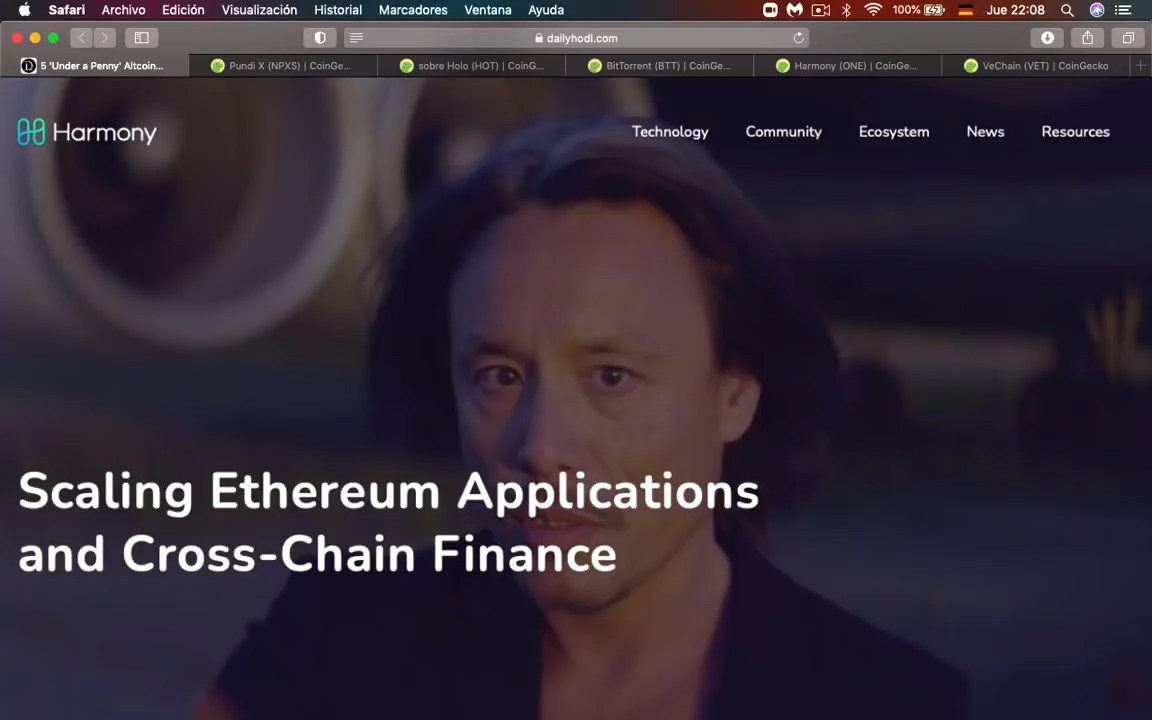 Safari Archivo Edición Visualización Historial Marcadores Ventana Ayuda 100% Jue 22:08
dailyhodl.com
5 'Under a Penny' Altcoin... Pundi X (NPXS) | CoinGe... sobre Holo (HOT) | CoinG... BitTorrent (BTT) | CoinGe... Harmony (ONE) | CoinGe... VeChain (VET) | CoinGecko
Harmony Technology Community Ecosystem News Resources
Scaling Ethereum Applications
and Cross-Chain Finance